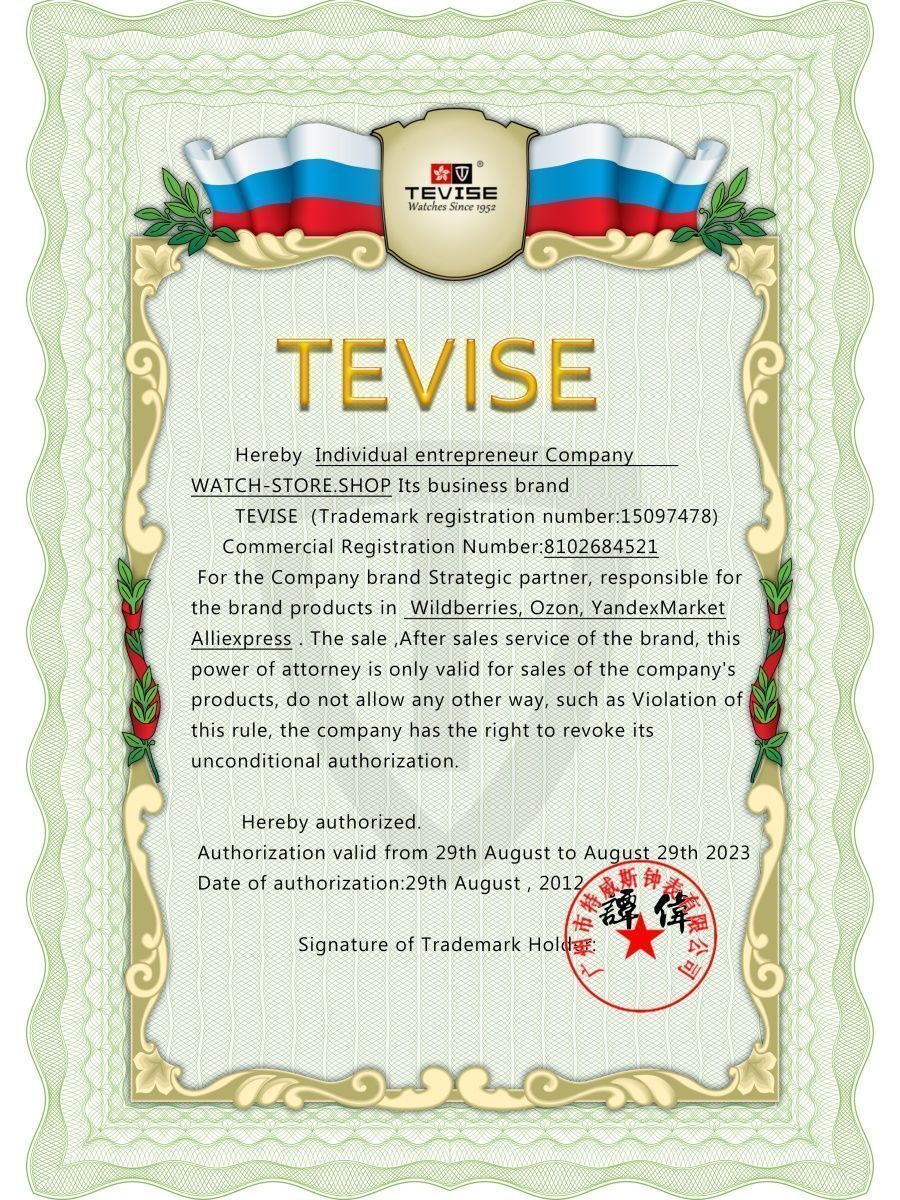 TEVISE
Watches Since 1952
TEVISE
Hereby Individual entrepreneur Company
WATCH-STORE.SHOP Its business brand
TEVISE (Trademark registration number:15097478)
Commercial Registration Number:8102684521
For the Company brand Strategic partner, responsible for
the brand products in Wildberries, Ozon, YandexMarket
Alliexpress . The sale ,After sales service of the brand, this
power of attorney is only valid for sales of the company's
products, do not allow any other way, such as Violation of
this rule, the company has the right to revoke its
unconditional authorization.
Hereby authorized.
Authorization valid from 29th August to August 29th 2023
Date of authorization:29th August , 2012
Signature of Trademark Holder:
广州市特威斯钟表有限公司
譚偉